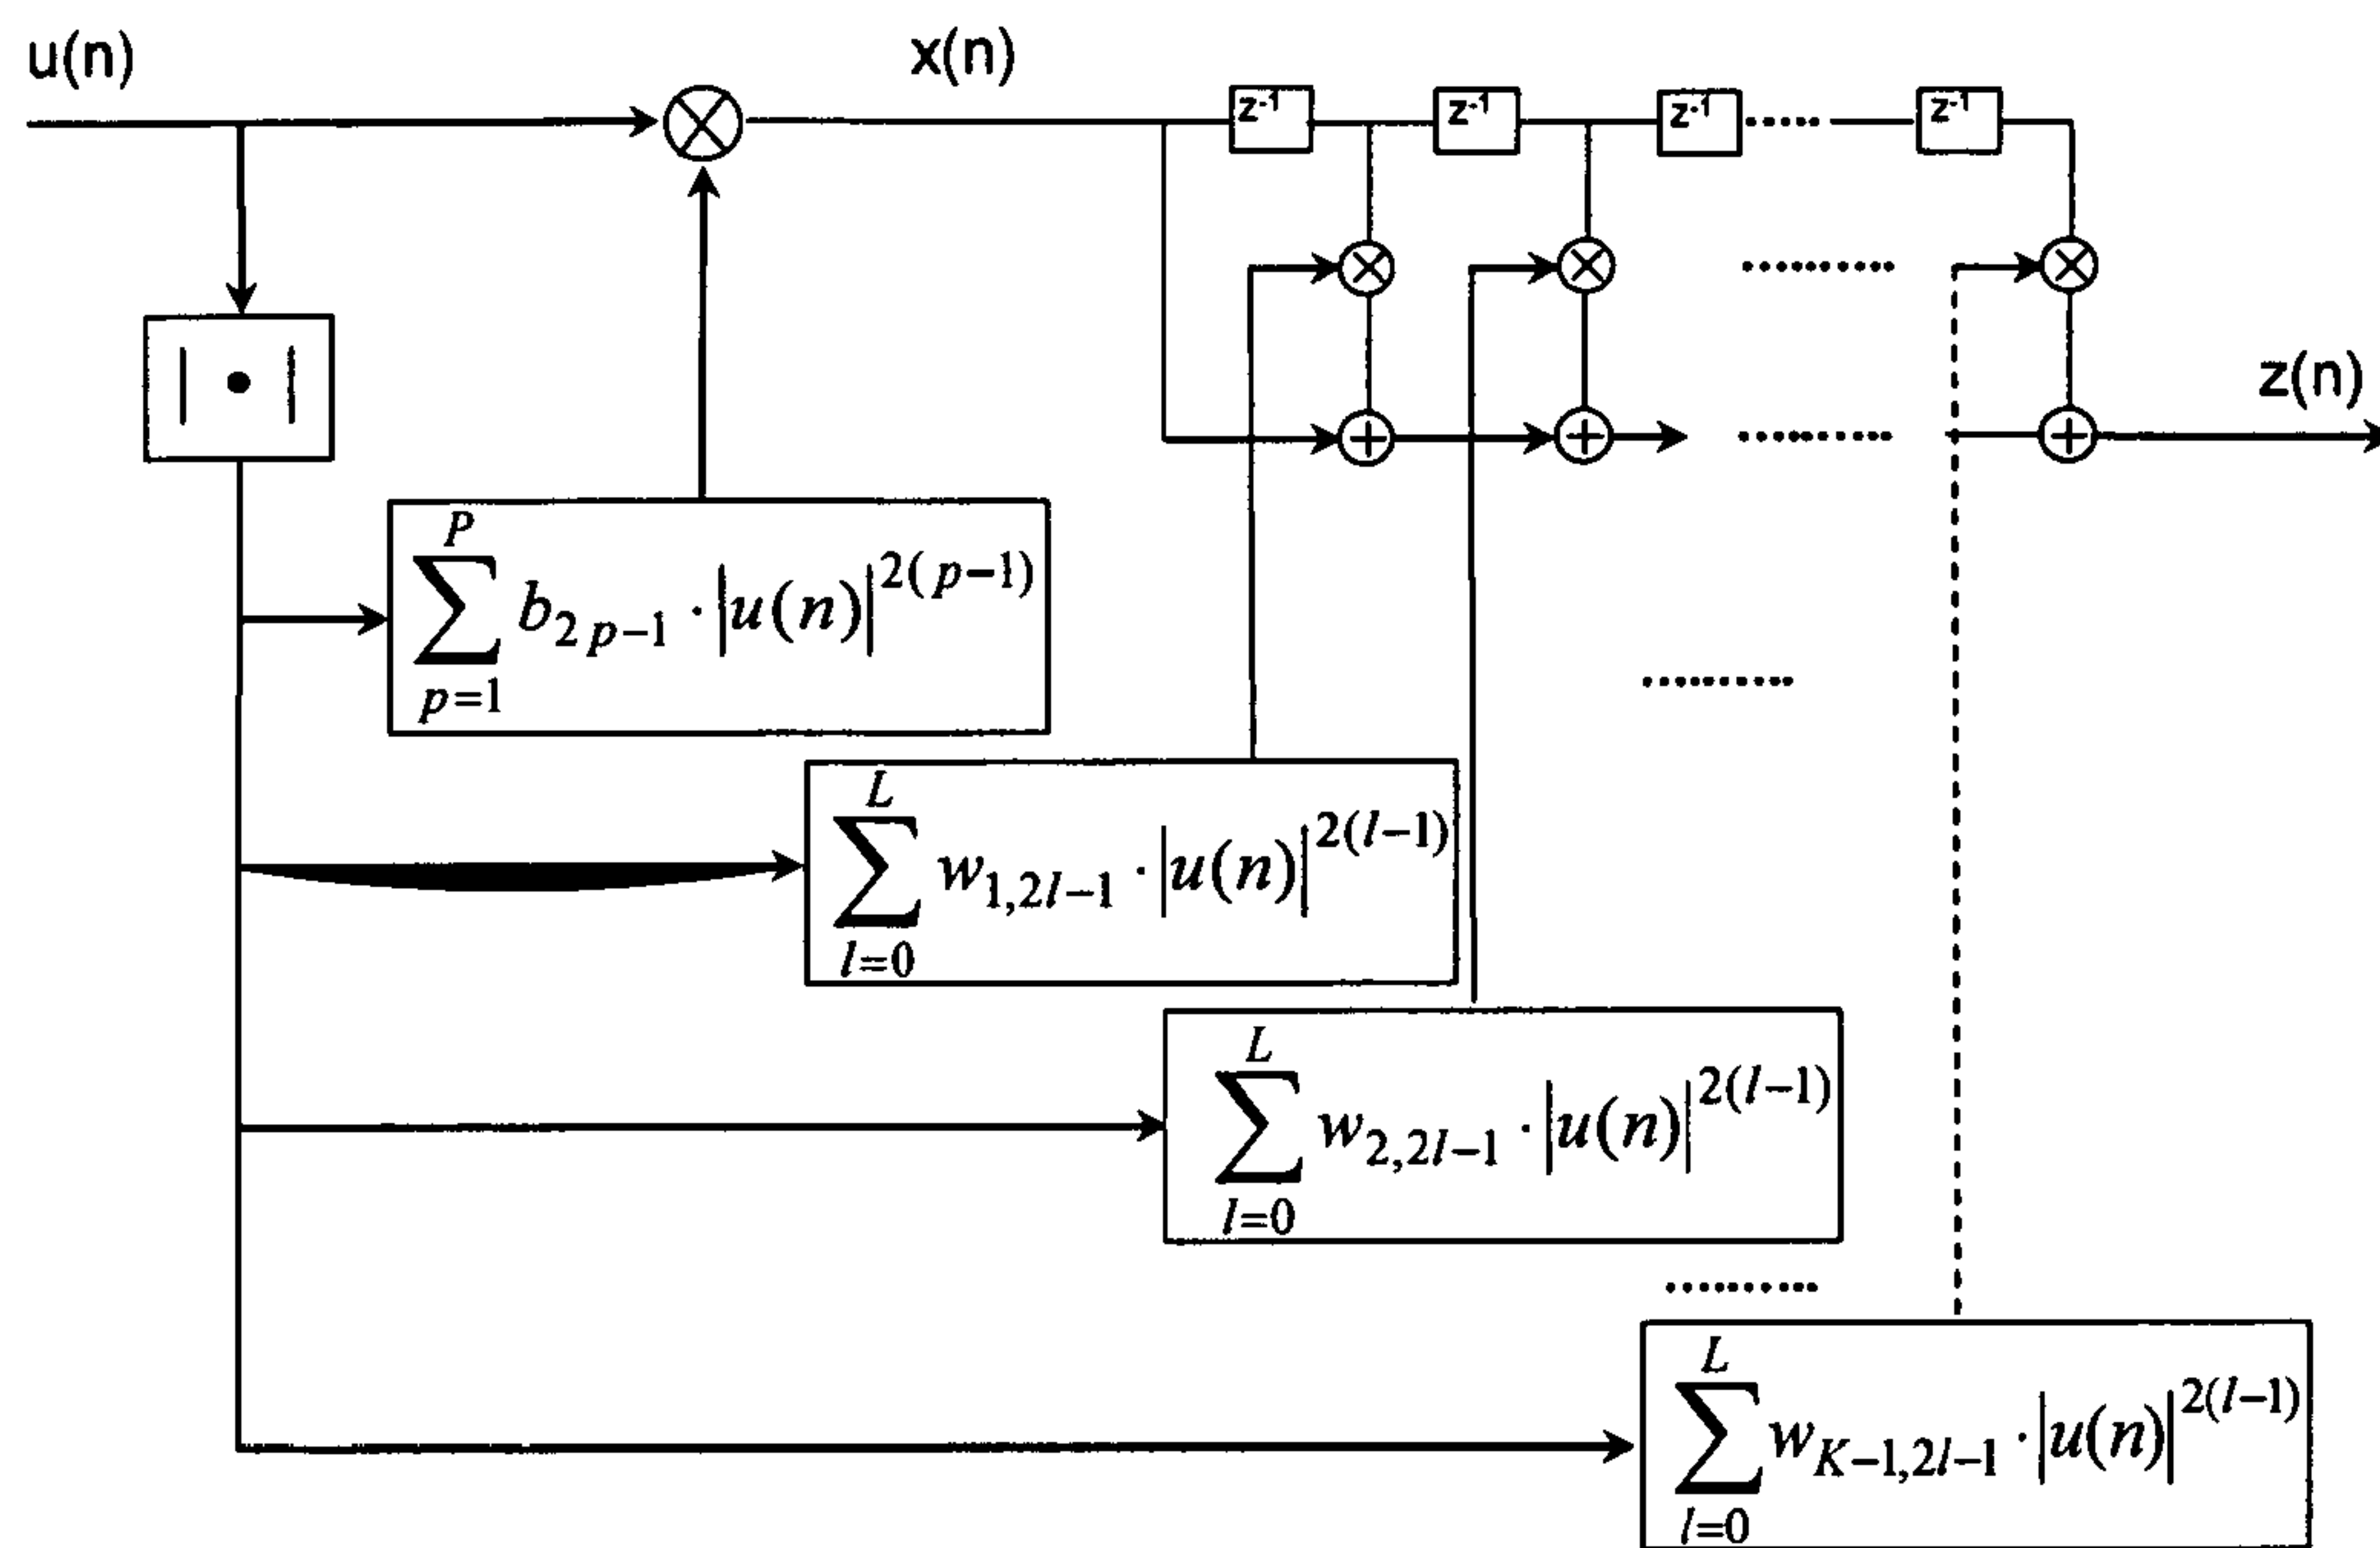 u(n)
x(n)
z⁻¹ z⁻¹ z⁻¹ ...... z⁻¹
..........
| • |
z(n)
..........
∑_{p=1}^{P} b_{2p−1} · |u(n)|^{2(p−1)}
..........
∑_{l=0}^{L} w_{1,2l−1} · |u(n)|^{2(l−1)}
∑_{l=0}^{L} w_{2,2l−1} · |u(n)|^{2(l−1)}
..........
∑_{l=0}^{L} w_{K−1,2l−1} · |u(n)|^{2(l−1)}